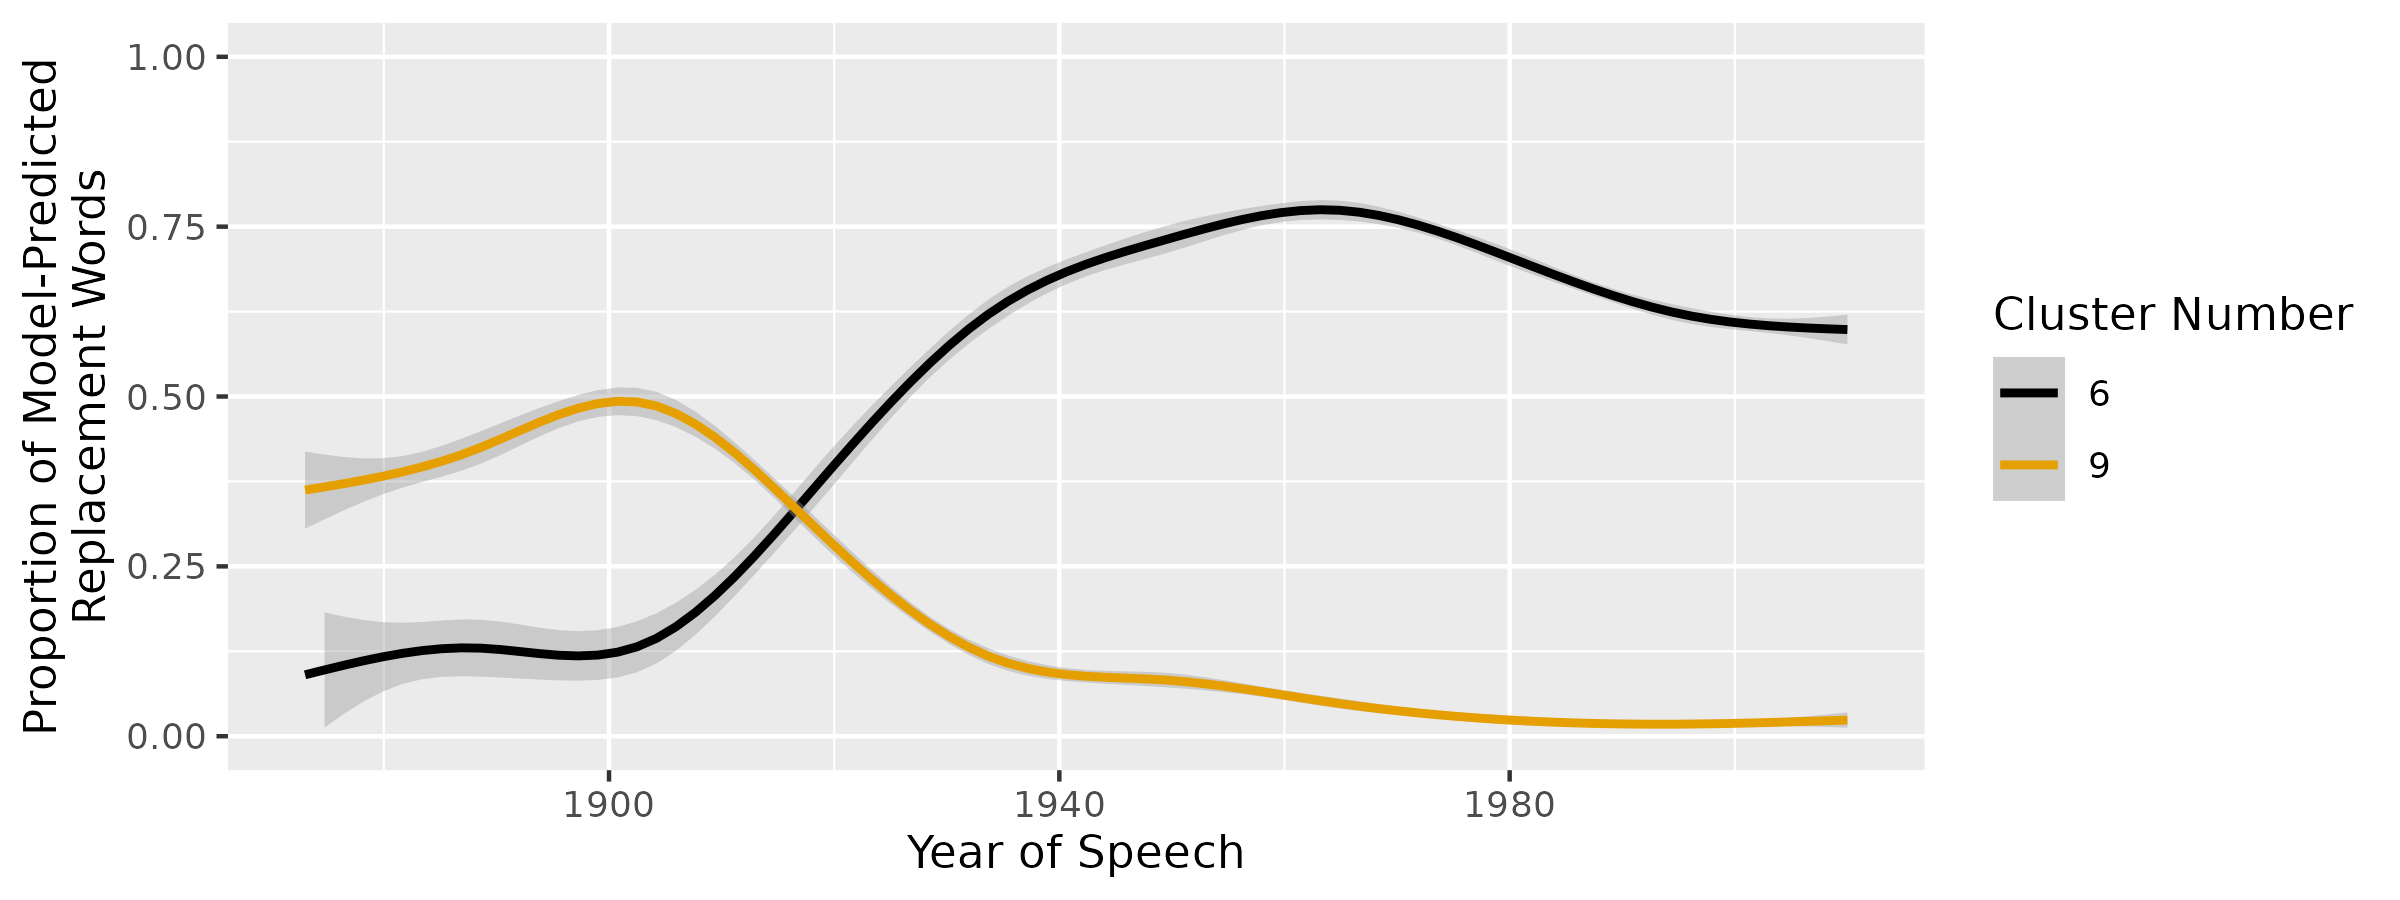 Proportion of Model-Predicted
Replacement Words
1.00
0.75
0.50
0.25
0.00
1900
1940
1980
Year of Speech
Cluster Number
6
9